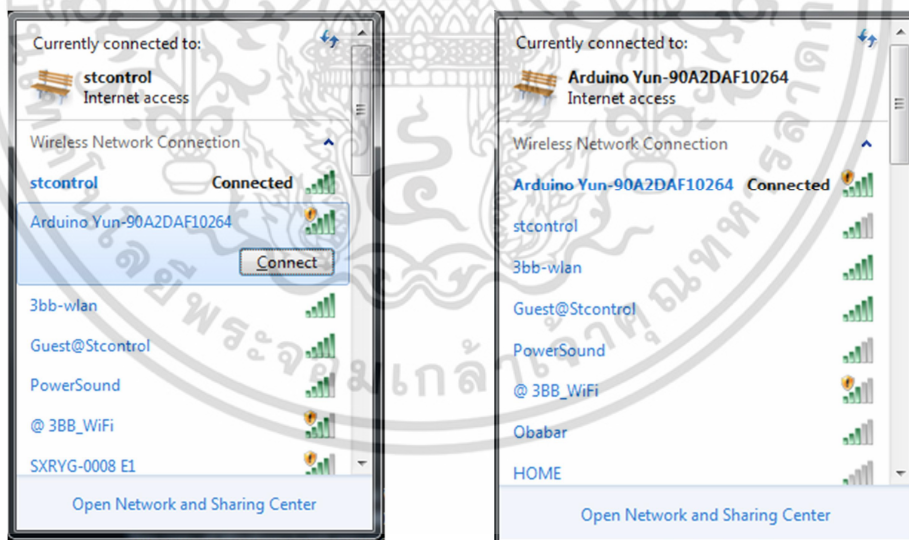 Currently connected to:
stcontrol
Internet access
Wireless Network Connection
stcontrol Connected
Arduino Yun-90A2DAF10264
Connect
3bb-wlan
Guest@Stcontrol
PowerSound
@ 3BB_WiFi
SXRYG-0008 E1
Open Network and Sharing Center
Currently connected to:
Arduino Yun-90A2DAF10264
Internet access
Wireless Network Connection
Arduino Yun-90A2DAF10264 Connected
stcontrol
3bb-wlan
Guest@Stcontrol
PowerSound
@ 3BB_WiFi
Obabar
HOME
Open Network and Sharing Center